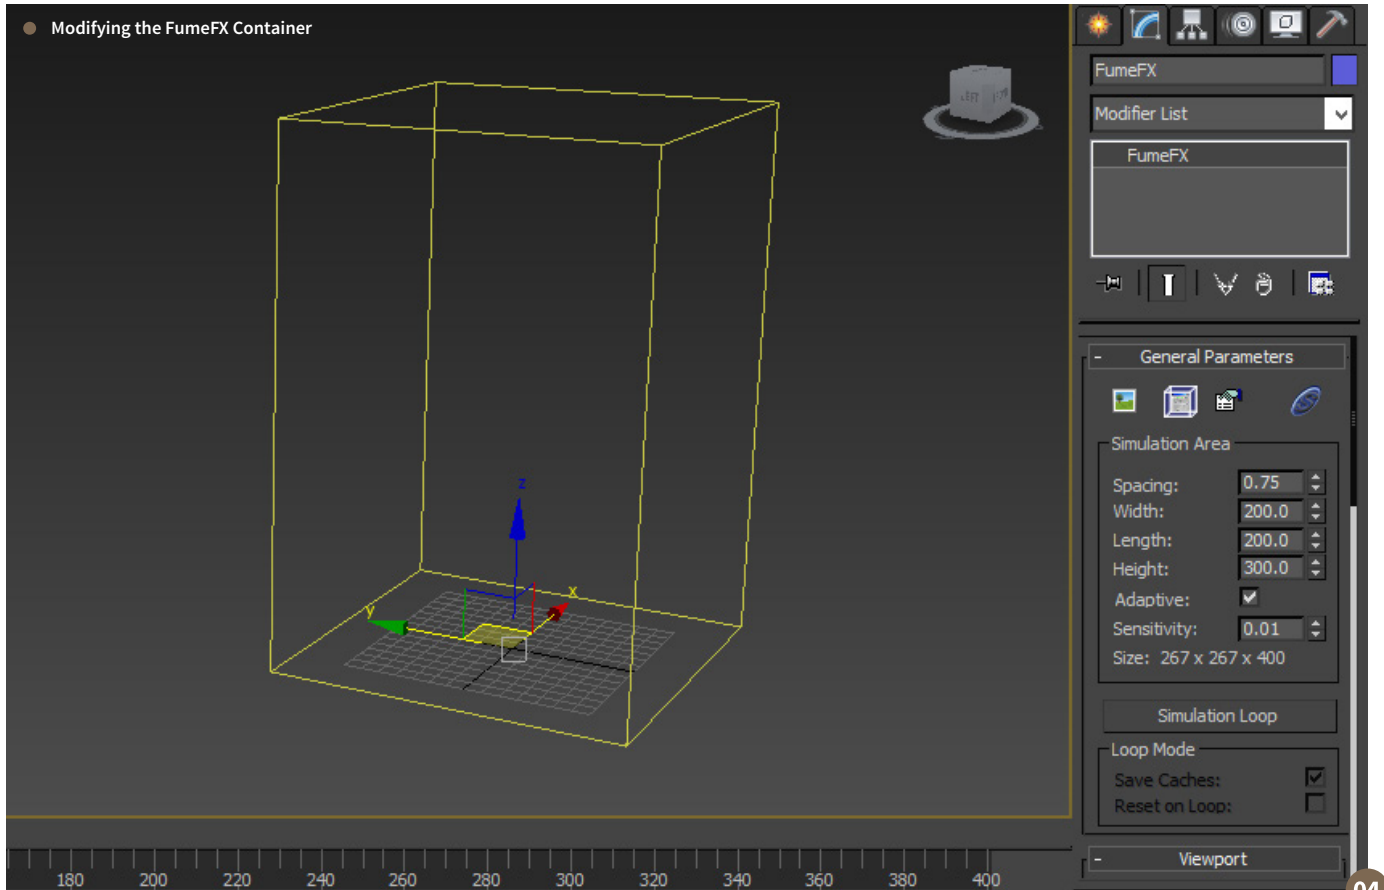 Modifying the FumeFX Container
LEFT
z
x
y
180 200 220 240 260 280 300 320 340 360 380 400
FumeFX
Modifier List
FumeFX
- General Parameters
Simulation Area
Spacing: 0.75
Width: 200.0
Length: 200.0
Height: 300.0
Adaptive:
Sensitivity: 0.01
Size: 267 x 267 x 400
Simulation Loop
Loop Mode
Save Caches:
Reset on Loop:
- Viewport
04